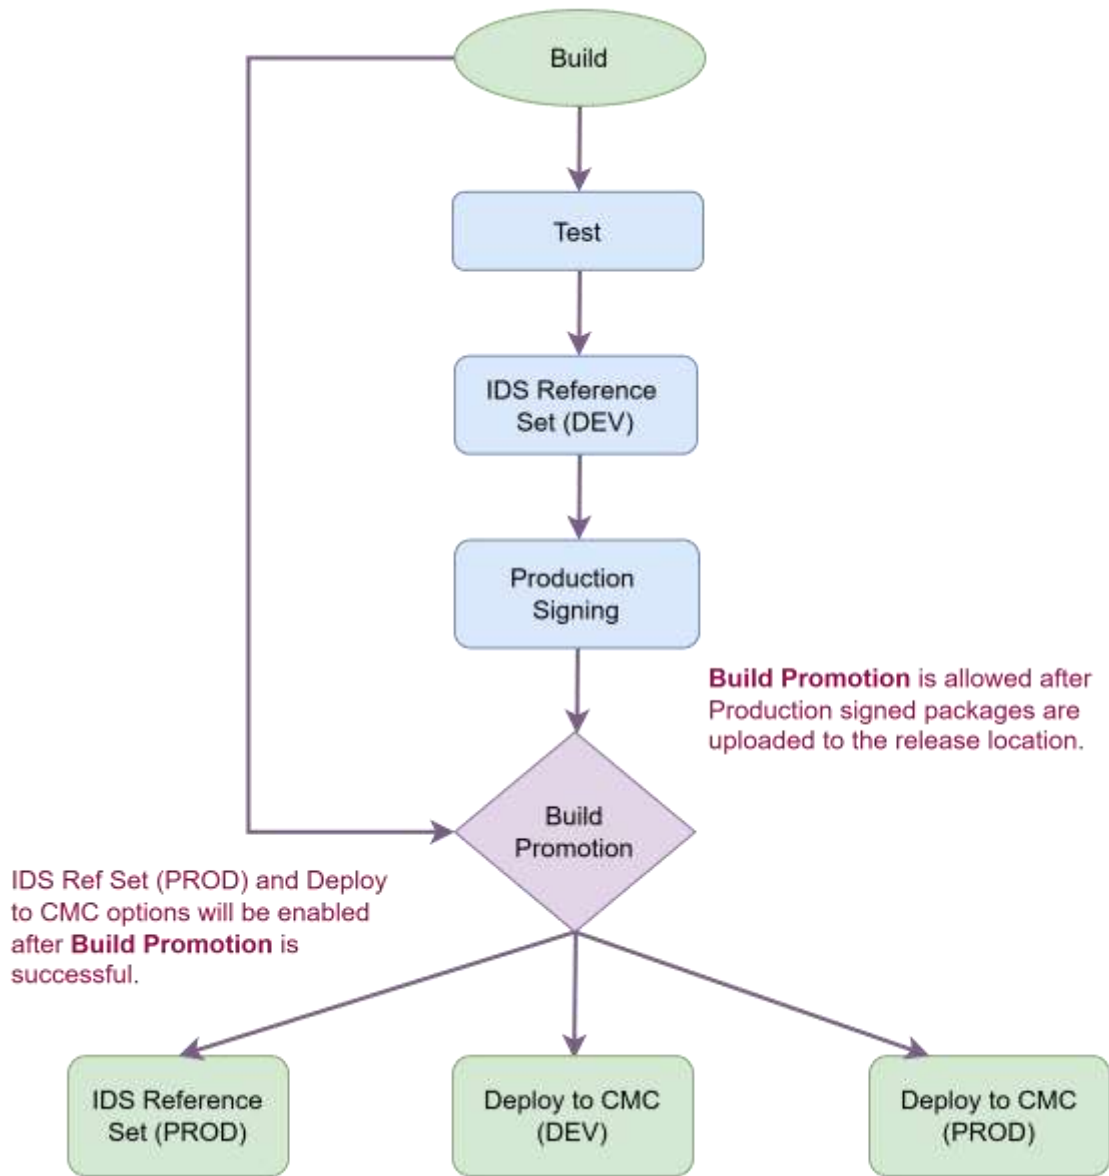 Build
Test
IDS Reference
Set (DEV)
Production
Signing
Build Promotion is allowed after
Production signed packages are
uploaded to the release location.
Build
Promotion
IDS Ref Set (PROD) and Deploy
to CMC options will be enabled
after Build Promotion is
successful.
IDS Reference
Set (PROD)
Deploy to CMC
(DEV)
Deploy to CMC
(PROD)